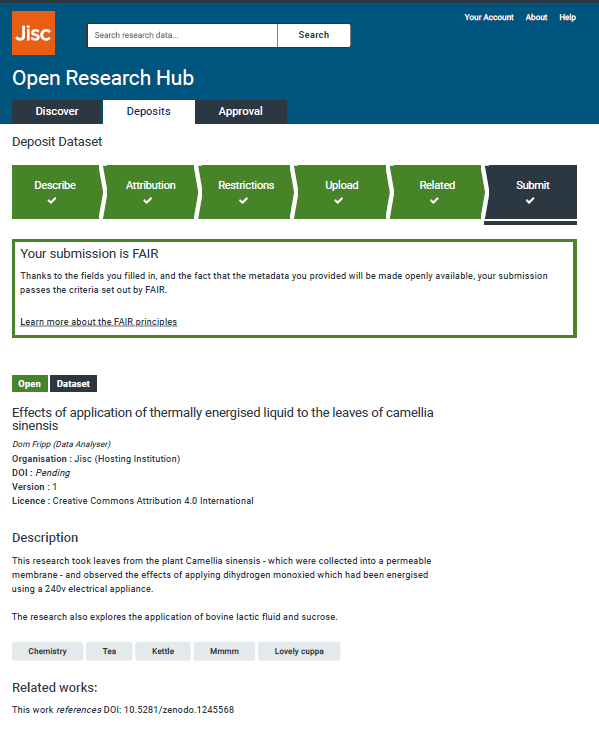 Jisc
Search research data...
Search
Your Account About Help
Open Research Hub
Discover Deposits Approval
Deposit Dataset
Describe Attribution Restrictions Upload Related Submit
Your submission is FAIR
Thanks to the fields you filled in, and the fact that the metadata you provided will be made openly available, your submission
passes the criteria set out by FAIR.
Learn more about the FAIR principles
Open Dataset
Effects of application of thermally energised liquid to the leaves of camellia
sinensis
Dom Fripp (Data Analyser)
Organisation : Jisc (Hosting Institution)
DOI : Pending
Version : 1
Licence : Creative Commons Attribution 4.0 International
Description
This research took leaves from the plant Camellia sinensis - which were collected into a permeable
membrane - and observed the effects of applying dihydrogen monoxied which had been energised
using a 240v electrical appliance.
The research also explores the application of bovine lactic fluid and sucrose.
Chemistry Tea Kettle Mmmm Lovely cuppa
Related works:
This work references DOI: 10.5281/zenodo.1245568